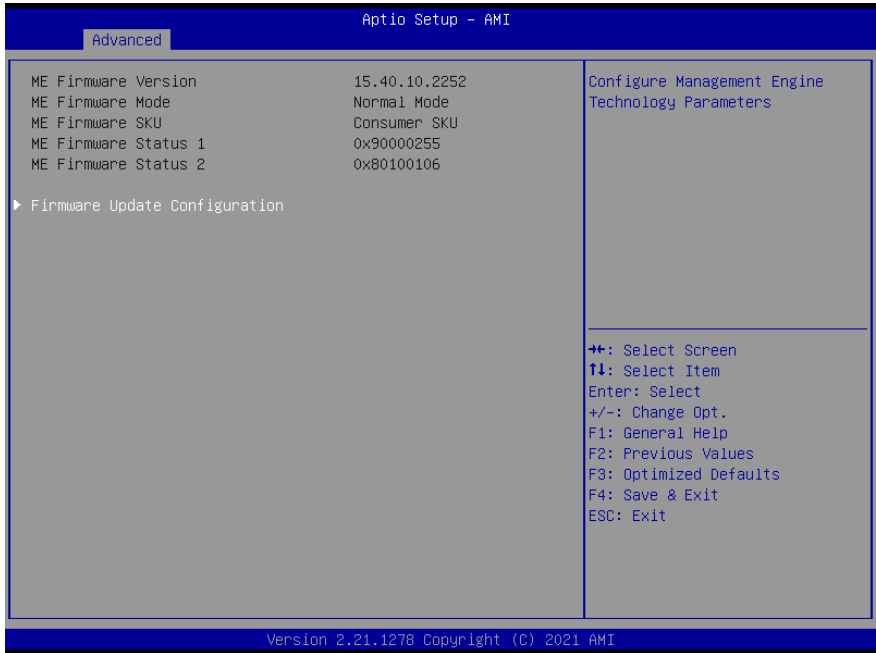 Aptio Setup – AMI
Advanced
ME Firmware Version 15.40.10.2252
ME Firmware Mode Normal Mode
ME Firmware SKU Consumer SKU
ME Firmware Status 1 0x90000255
ME Firmware Status 2 0x80100106
▶ Firmware Update Configuration
Configure Management Engine
Technology Parameters
→←: Select Screen
↑↓: Select Item
Enter: Select
+/-: Change Opt.
F1: General Help
F2: Previous Values
F3: Optimized Defaults
F4: Save & Exit
ESC: Exit
Version 2.21.1278 Copyright (C) 2021 AMI